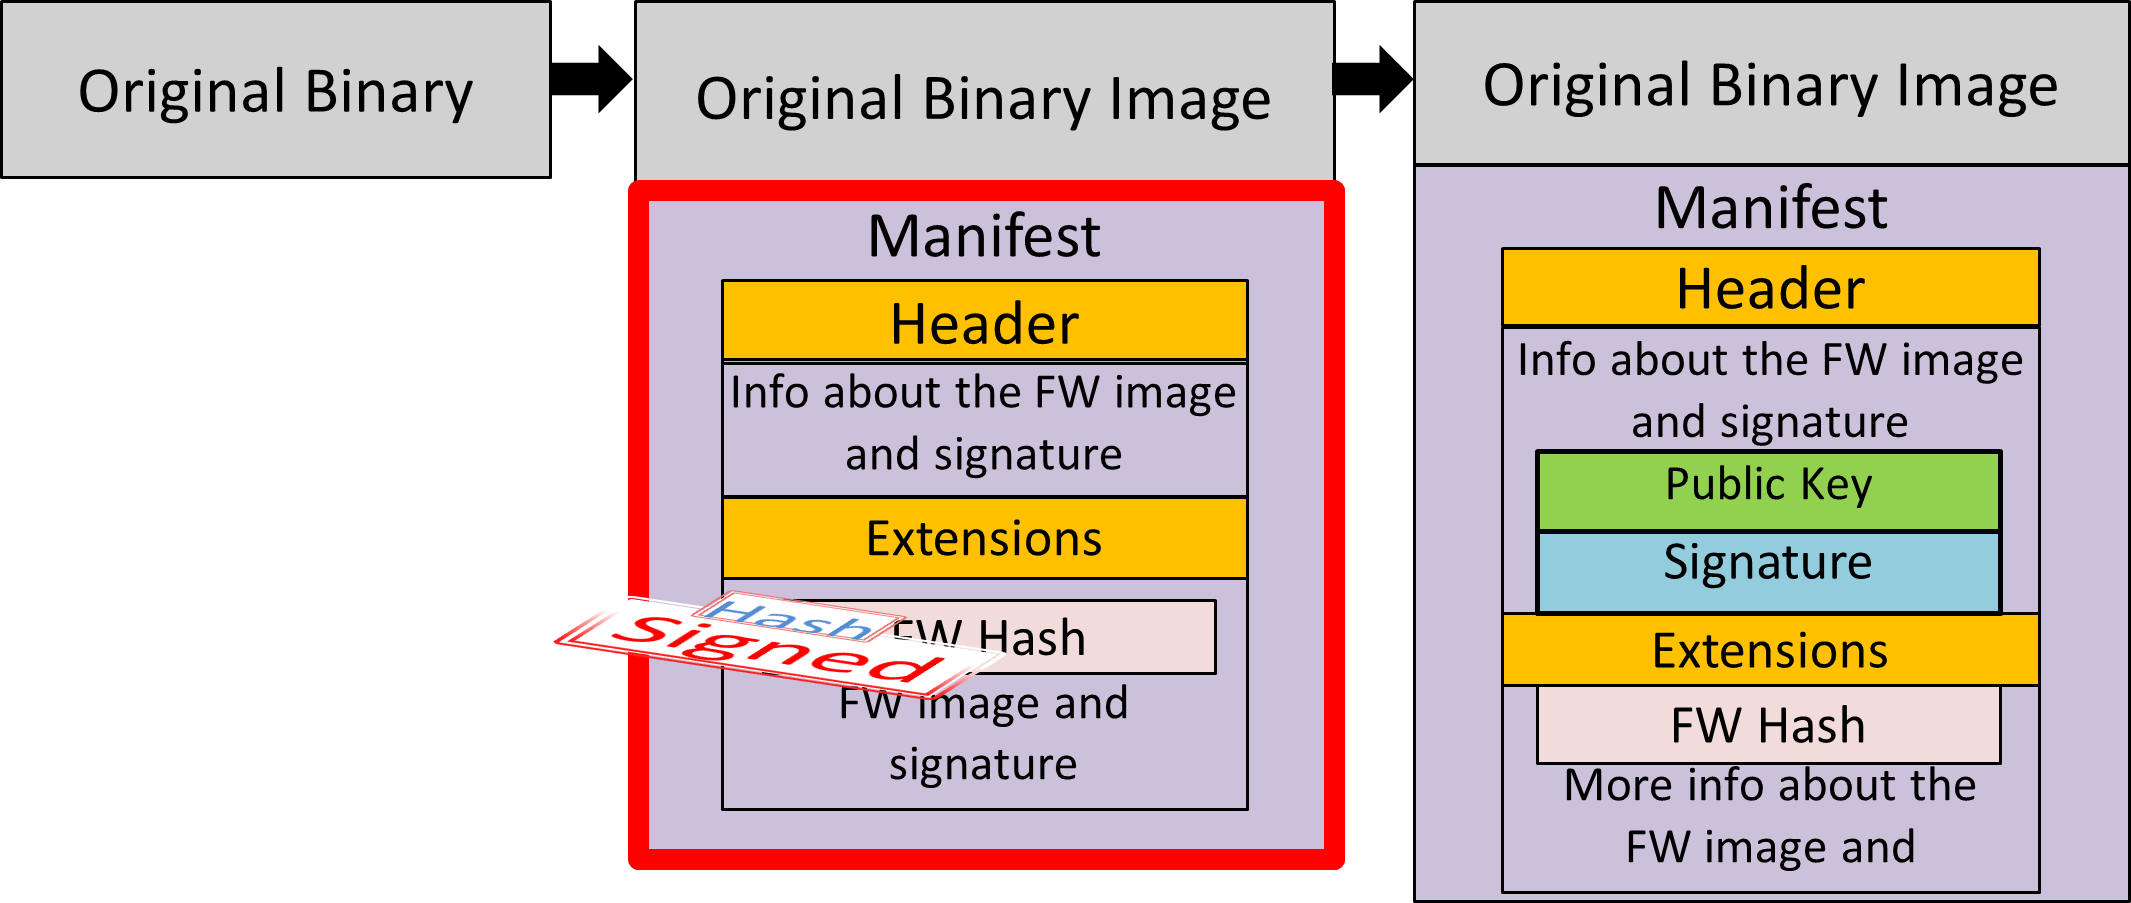 Original Binary
Original Binary Image
Manifest
Header
Info about the FW image
and signature
Extensions
Hash
Signed
FW Hash
FW image and
signature
Original Binary Image
Manifest
Header
Info about the FW image
and signature
Public Key
Signature
Extensions
FW Hash
More info about the
FW image and